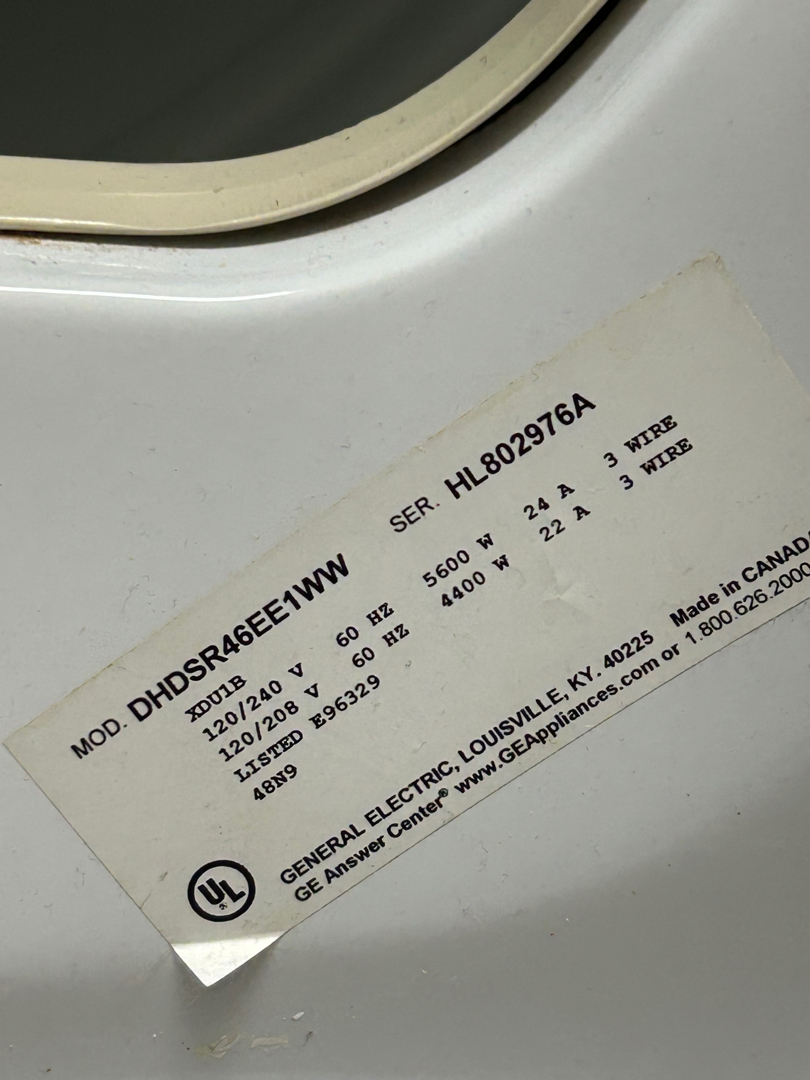 MOD. DHDSR46EE1WW SER. HL802976A
XDU1B
120/240 V 60 HZ 5600 W 24 A 3 WIRE
120/208 V 60 HZ 4400 W 22 A 3 WIRE
LISTED E96329
48N9
UL
GENERAL ELECTRIC, LOUISVILLE, KY. 40225 Made in CANADA
GE Answer Center® www.GEAppliances.com or 1.800.626.2000